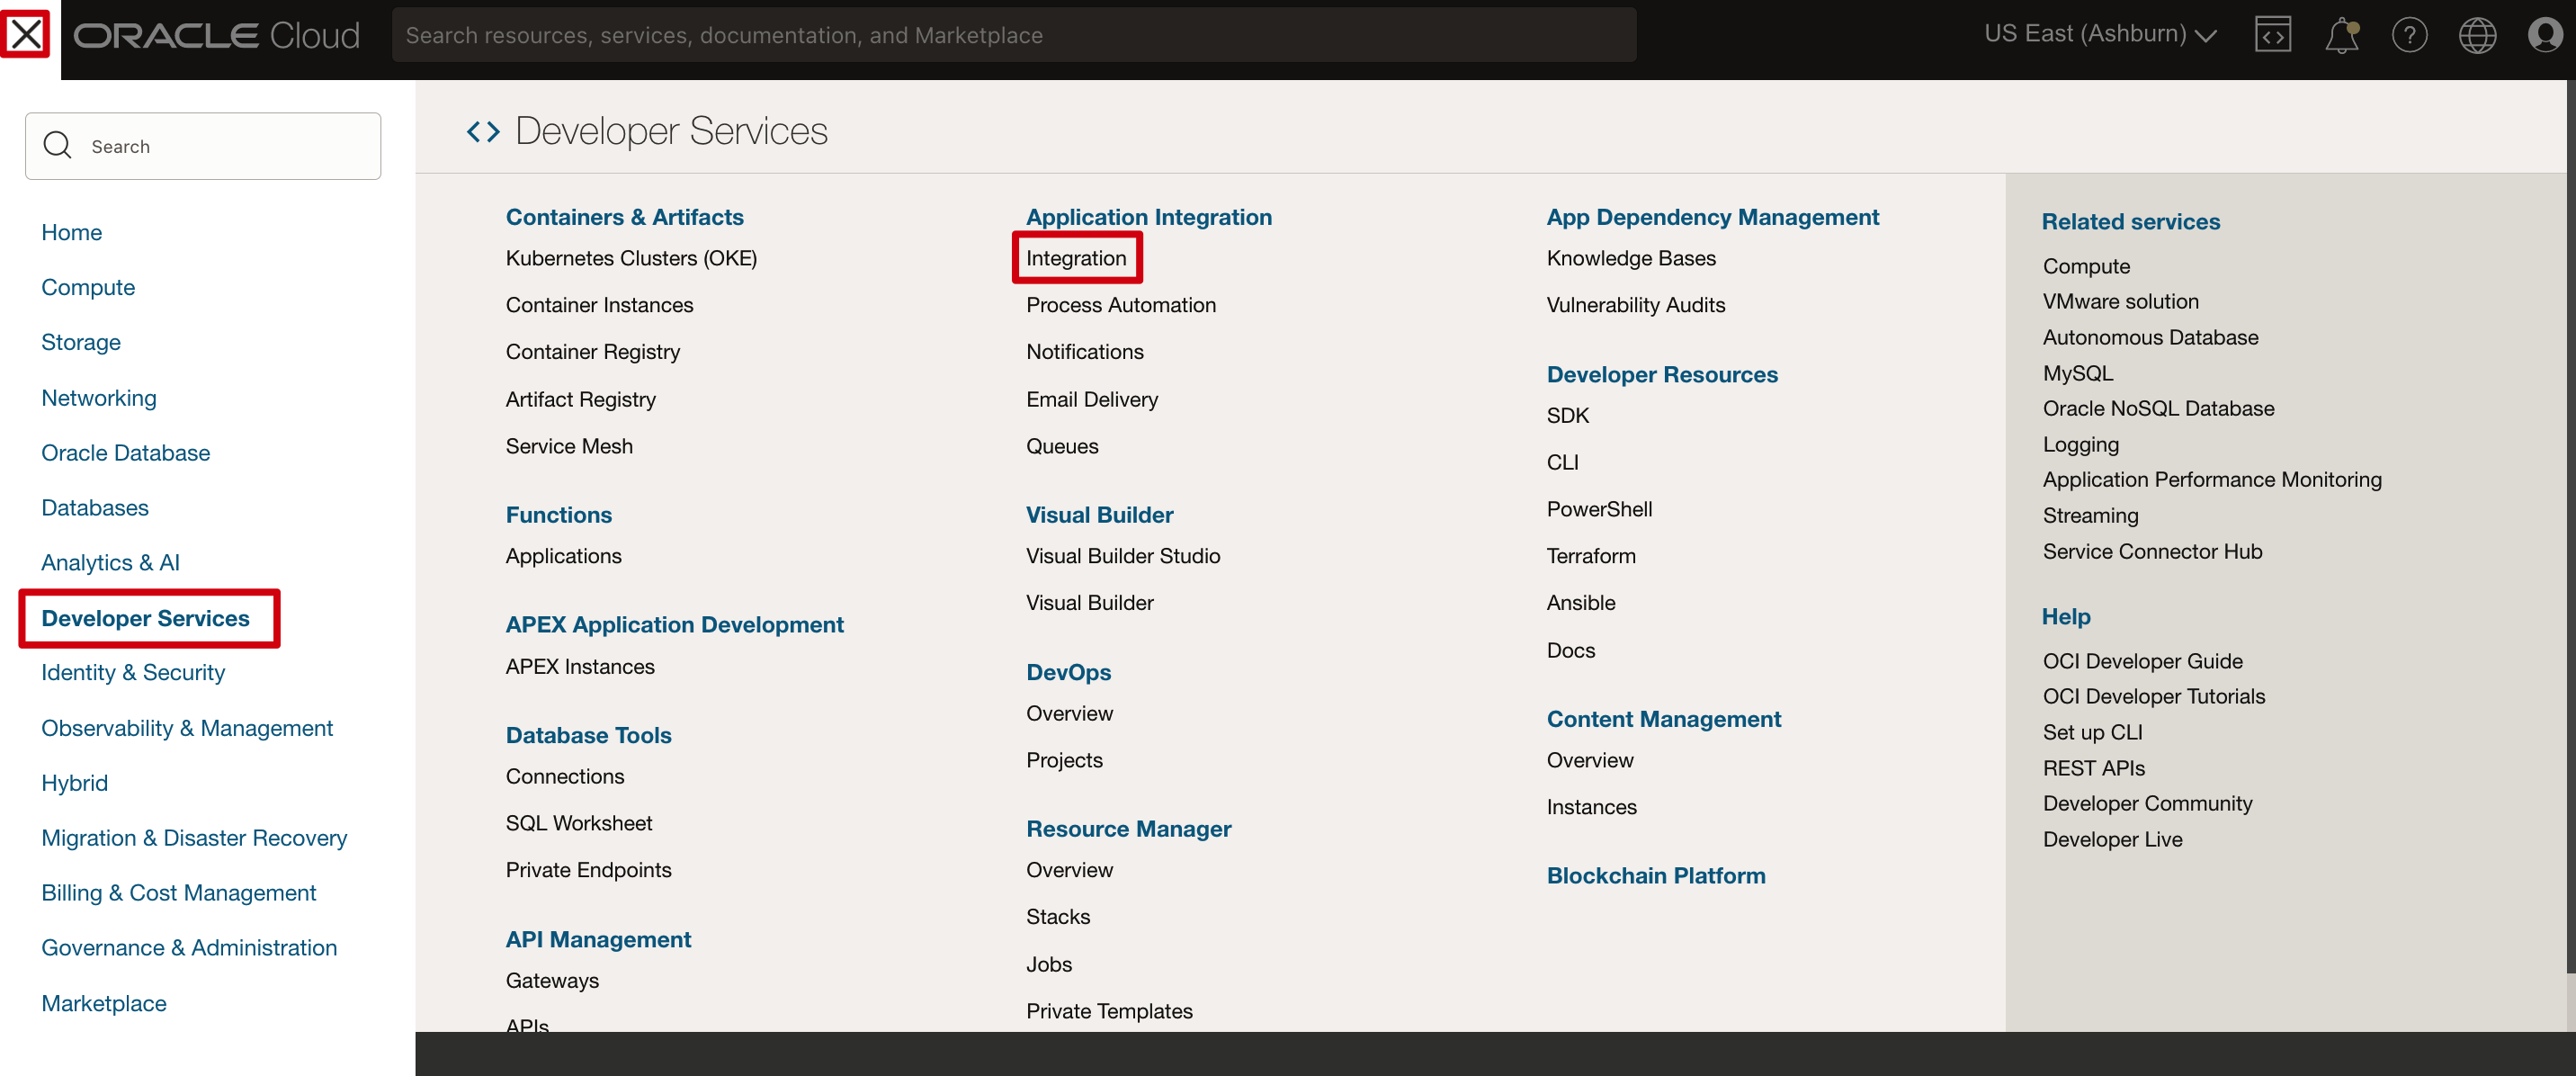 ORACLE Cloud
Search resources, services, documentation, and Marketplace
US East (Ashburn)
Search
Home
Compute
Storage
Networking
Oracle Database
Databases
Analytics & AI
Developer Services
Identity & Security
Observability & Management
Hybrid
Migration & Disaster Recovery
Billing & Cost Management
Governance & Administration
Marketplace
Developer Services
Containers & Artifacts
Kubernetes Clusters (OKE)
Container Instances
Container Registry
Artifact Registry
Service Mesh
Functions
Applications
APEX Application Development
APEX Instances
Database Tools
Connections
SQL Worksheet
Private Endpoints
API Management
Gateways
APIs
Application Integration
Integration
Process Automation
Notifications
Email Delivery
Queues
Visual Builder
Visual Builder Studio
Visual Builder
DevOps
Overview
Projects
Resource Manager
Overview
Stacks
Jobs
Private Templates
App Dependency Management
Knowledge Bases
Vulnerability Audits
Developer Resources
SDK
CLI
PowerShell
Terraform
Ansible
Docs
Content Management
Overview
Instances
Blockchain Platform
Related services
Compute
VMware solution
Autonomous Database
MySQL
Oracle NoSQL Database
Logging
Application Performance Monitoring
Streaming
Service Connector Hub
Help
OCI Developer Guide
OCI Developer Tutorials
Set up CLI
REST APIs
Developer Community
Developer Live